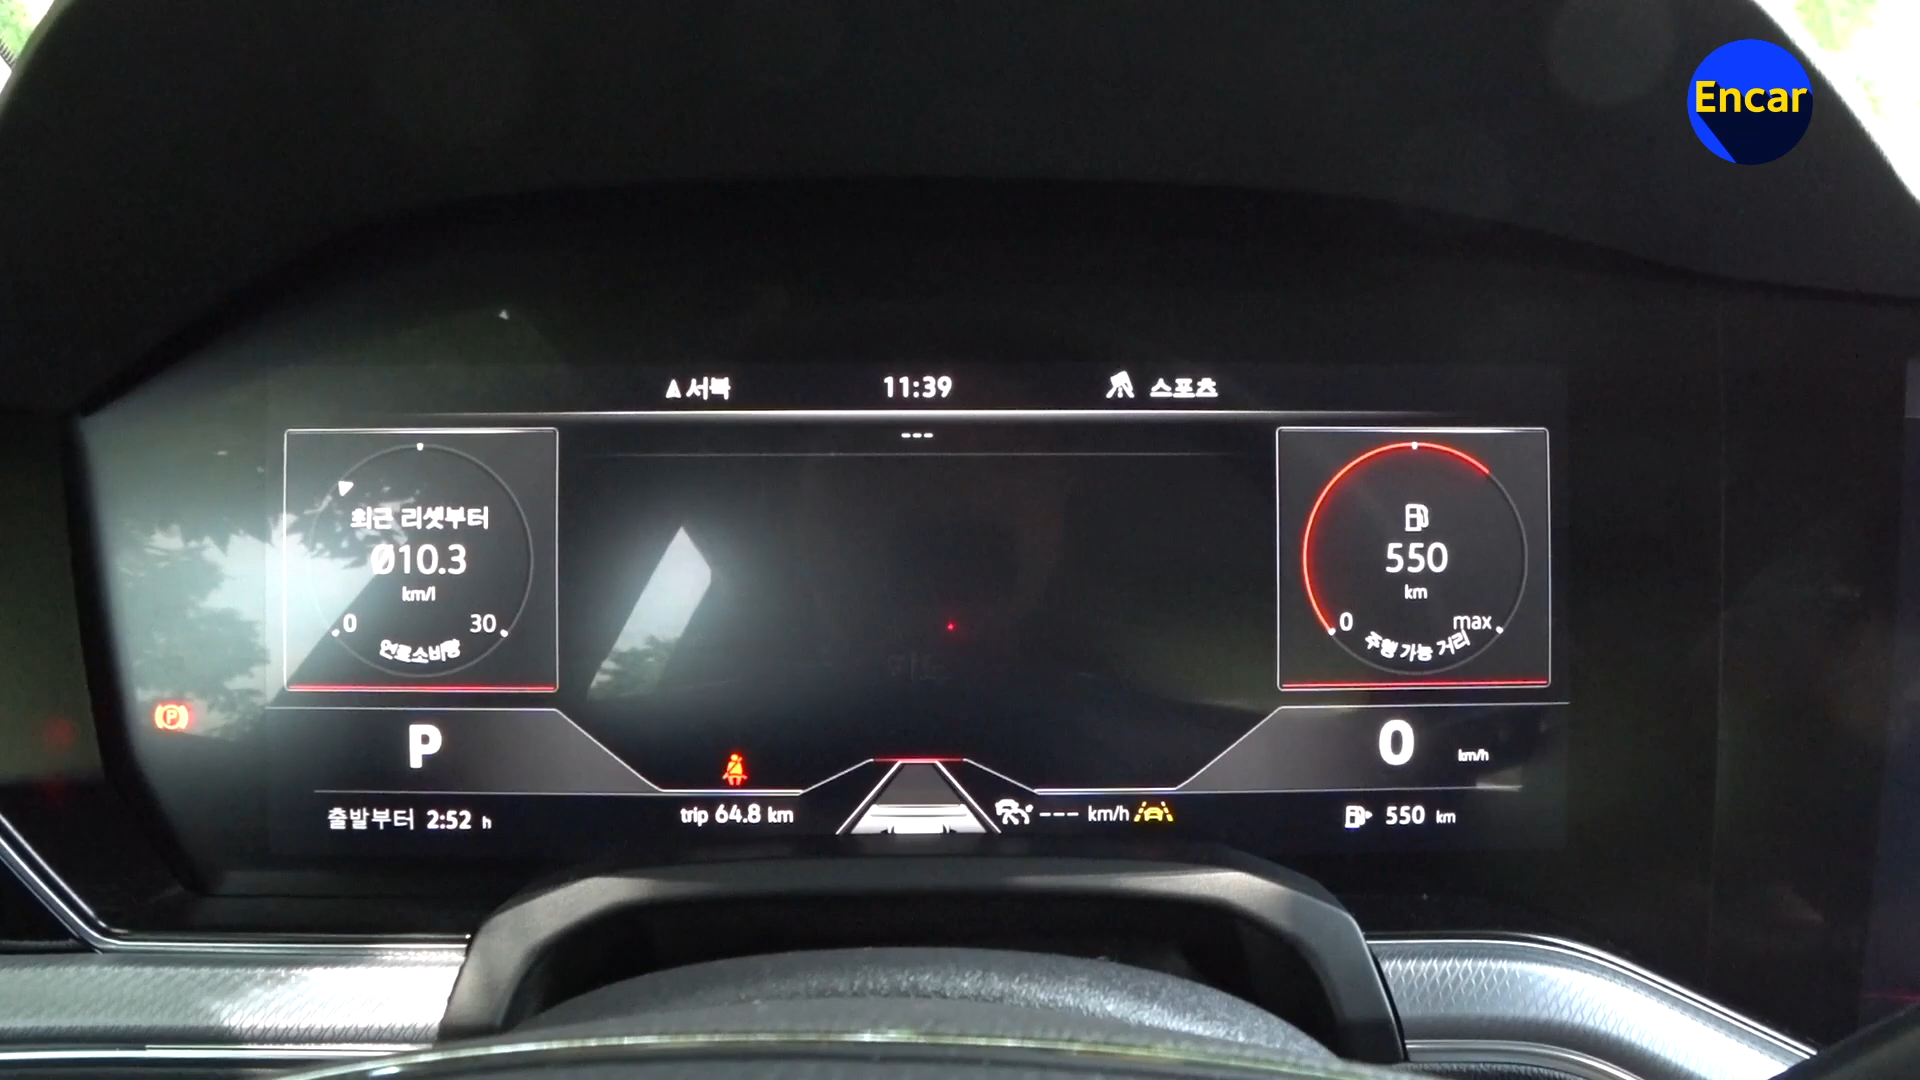 Encar
서북
11:39
스포츠
---
최근 리셋부터
Ø10.3
km/l
0
30
연료소비량
550
km
0
max
주행 가능 거리
P
P
0 km/h
출발부터 2:52 h
trip 64.8 km
--- km/h
550 km